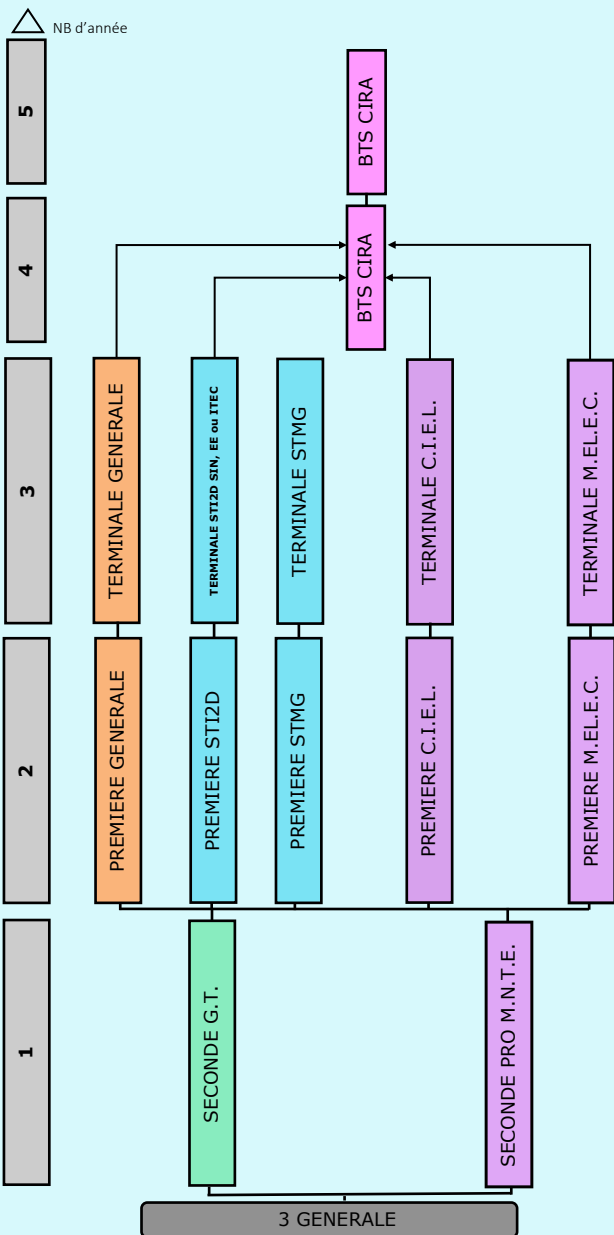 NB d'année
5
BTS CIRA
4
BTS CIRA
3
TERMINALE GENERALE
TERMINALE STI2D SIN, EE ou ITEC
TERMINALE STMG
TERMINALE C.I.E.L.
TERMINALE M.EL.E.C.
2
PREMIERE GENERALE
PREMIERE STI2D
PREMIERE STMG
PREMIERE C.I.E.L.
PREMIERE M.EL.E.C.
1
SECONDE G.T.
SECONDE PRO M.N.T.E.
3 GENERALE